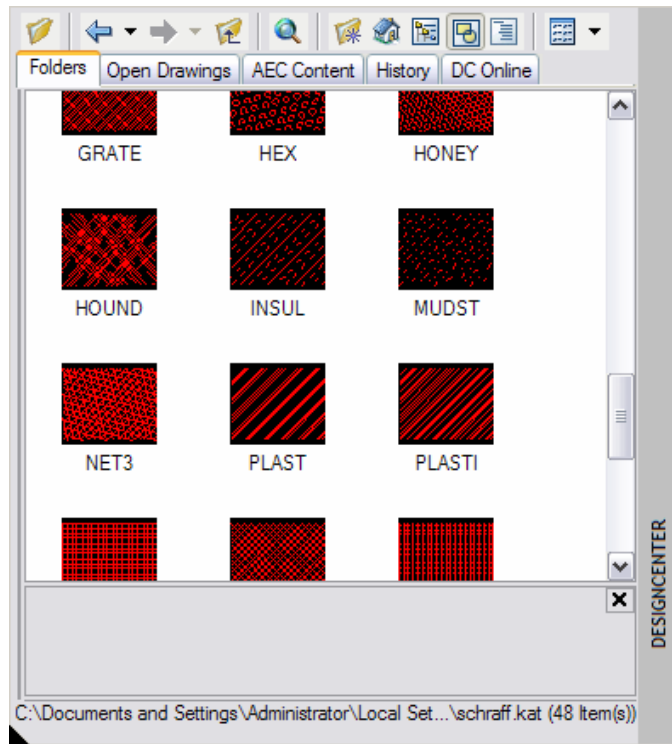 Folders Open Drawings AEC Content History DC Online
GRATE HEX HONEY
HOUND INSUL MUDST
NET3 PLAST PLASTI
DESIGNCENTER
C:\Documents and Settings\Administrator\Local Set...\schraff.kat (48 Item(s))